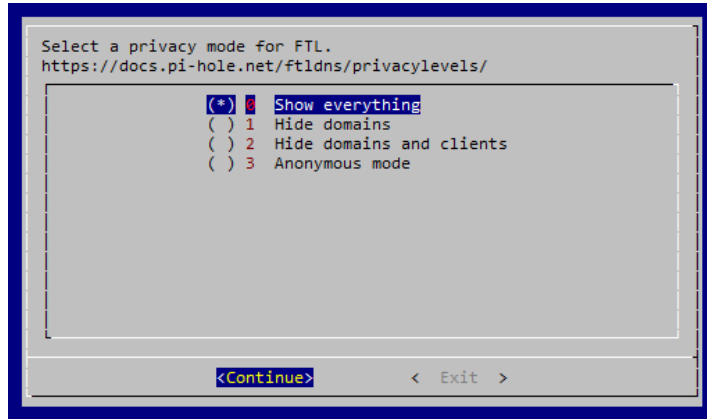 Select a privacy mode for FTL.
https://docs.pi-hole.net/ftldns/privacylevels/
(*) 0 Show everything
( ) 1 Hide domains
( ) 2 Hide domains and clients
( ) 3 Anonymous mode
<Continue> < Exit >